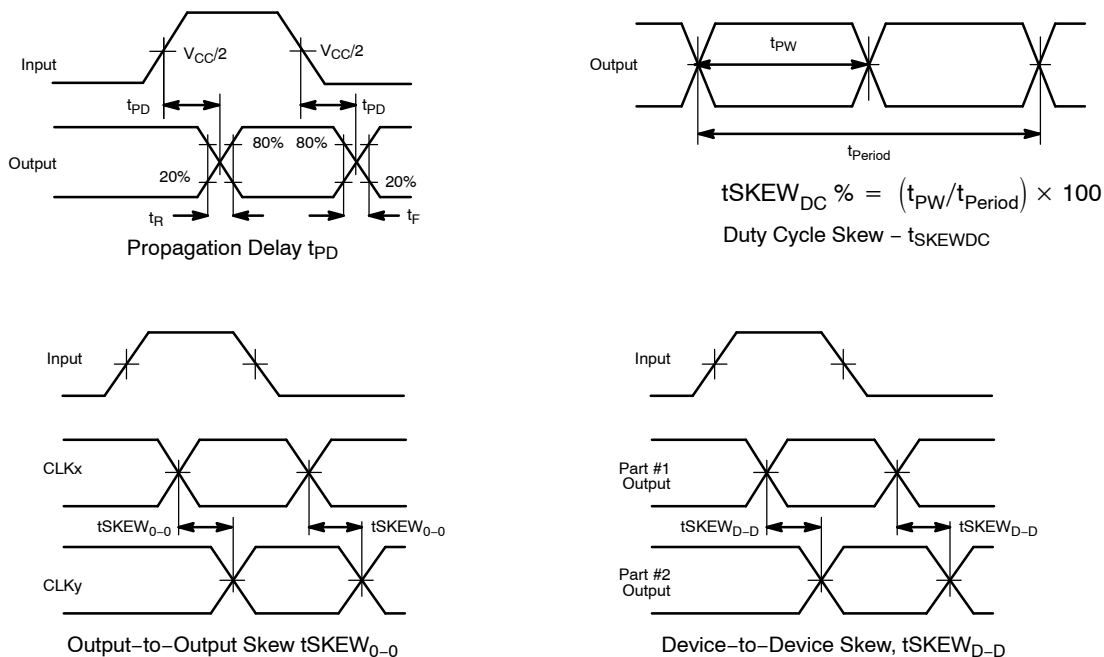 Input
V_CC/2
V_CC/2
t_PD
t_PD
Output
80%
80%
20%
20%
t_R
t_F
Propagation Delay t_PD
Output
t_PW
t_Period
tSKEW_DC % = (t_PW/t_Period) × 100
Duty Cycle Skew – t_SKEWDC
Input
CLKx
tSKEW_0–0
tSKEW_0–0
CLKy
Output–to–Output Skew tSKEW_0–0
Input
Part #1
Output
tSKEW_D–D
tSKEW_D–D
Part #2
Output
Device–to–Device Skew, tSKEW_D–D